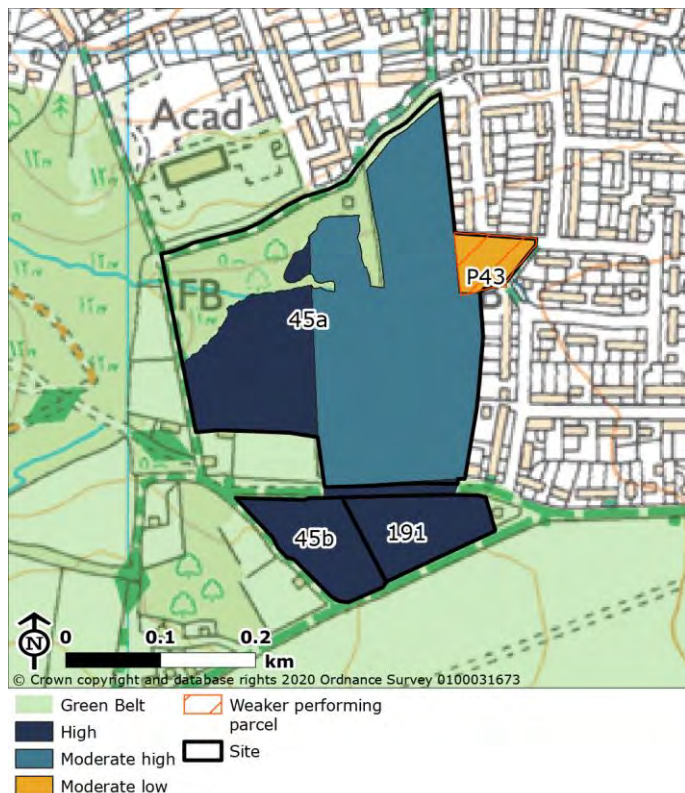 Acad
P43
FB
45a
45b
191
N
0 0.1 0.2
km
© Crown copyright and database rights 2020 Ordnance Survey 0100031673
Green Belt
High
Moderate high
Moderate low
Weaker performing
parcel
Site